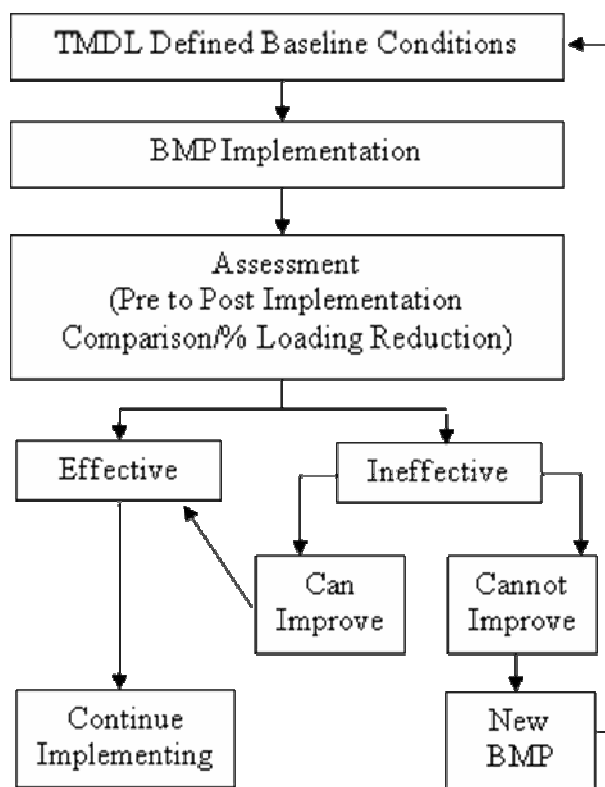 TMDL Defined Baseline Conditions
BMP Implementation
Assessment
(Pre to Post Implementation
Comparison/% Loading Reduction)
Effective
Ineffective
Can
Improve
Cannot
Improve
Continue
Implementing
New
BMP